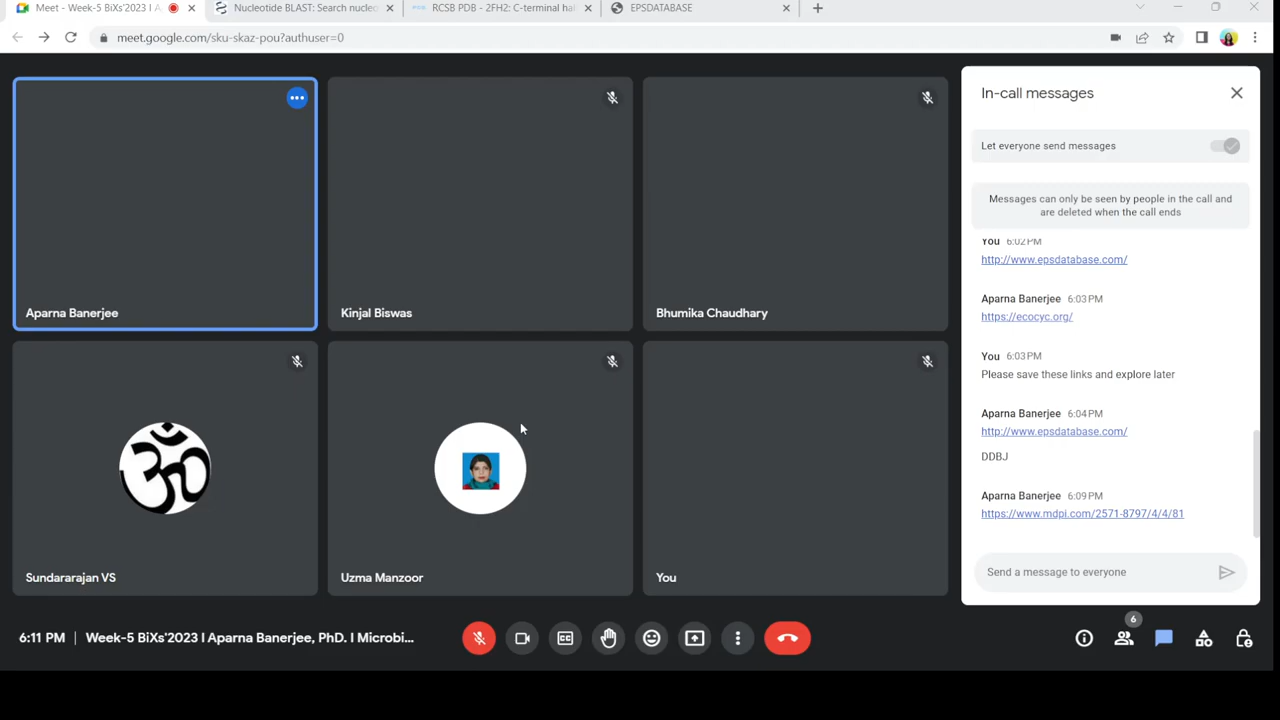 Meet - Week-5 BiXs'2023 I A
Nucleotide BLAST: Search nucleo
RCSB PDB - 2FH2: C-terminal hal
EPSDATABASE
meet.google.com/sku-skaz-pou?authuser=0
Aparna Banerjee
Kinjal Biswas
Bhumika Chaudhary
Sundararajan VS
Uzma Manzoor
You
In-call messages
Let everyone send messages
Messages can only be seen by people in the call and
are deleted when the call ends
You 6:02 PM
http://www.epsdatabase.com/
Aparna Banerjee 6:03 PM
https://ecocyc.org/
You 6:03 PM
Please save these links and explore later
Aparna Banerjee 6:04 PM
http://www.epsdatabase.com/
DDBJ
Aparna Banerjee 6:09 PM
https://www.mdpi.com/2571-8797/4/4/81
Send a message to everyone
6:11 PM | Week-5 BiXs'2023 I Aparna Banerjee, PhD. I Microbi...
6